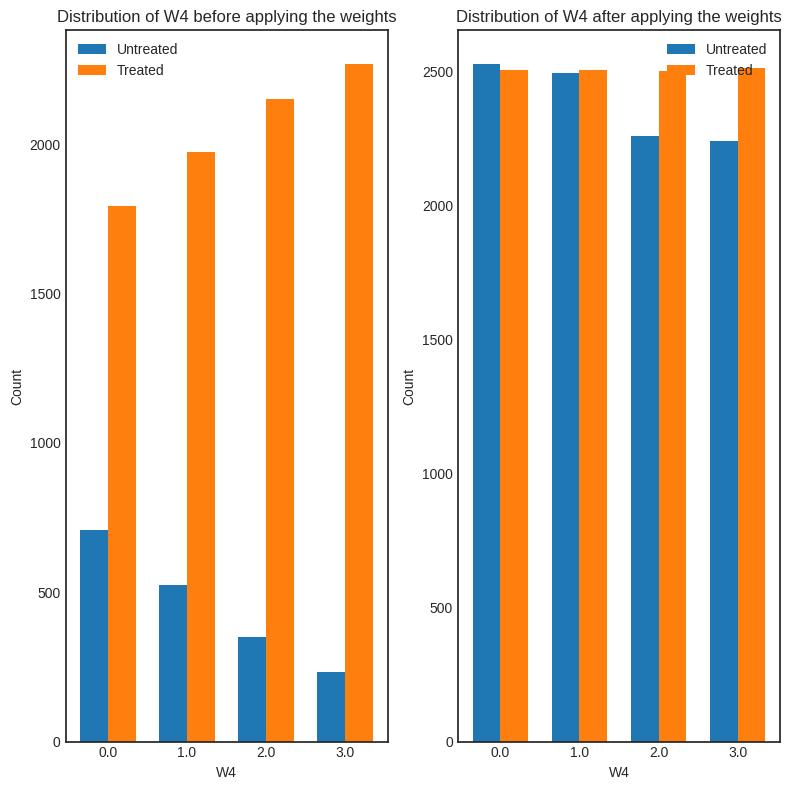 Distribution of W4 before applying the weights
Untreated
Treated
2000
1500
1000
500
0
Count
0.0 1.0 2.0 3.0
W4
Distribution of W4 after applying the weights
Untreated
Treated
2500
2000
1500
1000
500
0
Count
0.0 1.0 2.0 3.0
W4